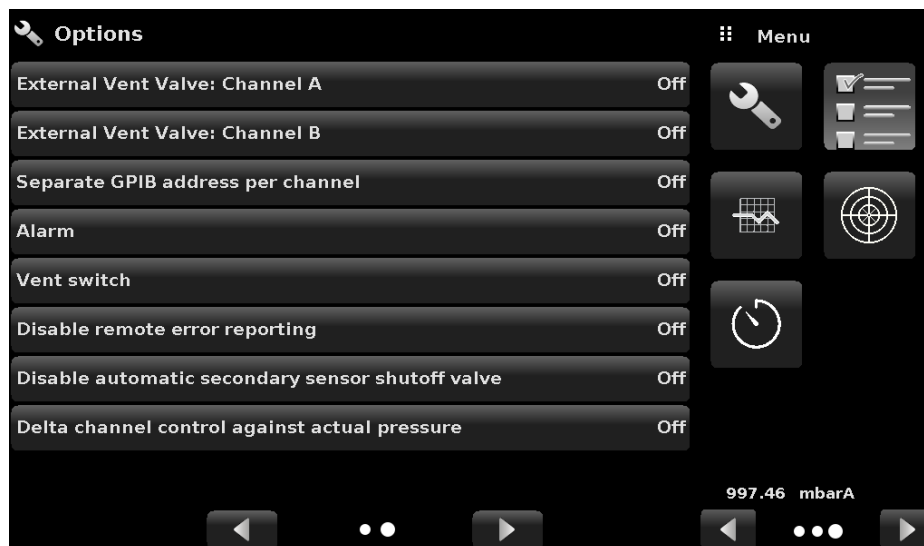 Options
Menu
External Vent Valve: Channel A Off
External Vent Valve: Channel B Off
Separate GPIB address per channel Off
Alarm Off
Vent switch Off
Disable remote error reporting Off
Disable automatic secondary sensor shutoff valve Off
Delta channel control against actual pressure Off
997.46 mbarA